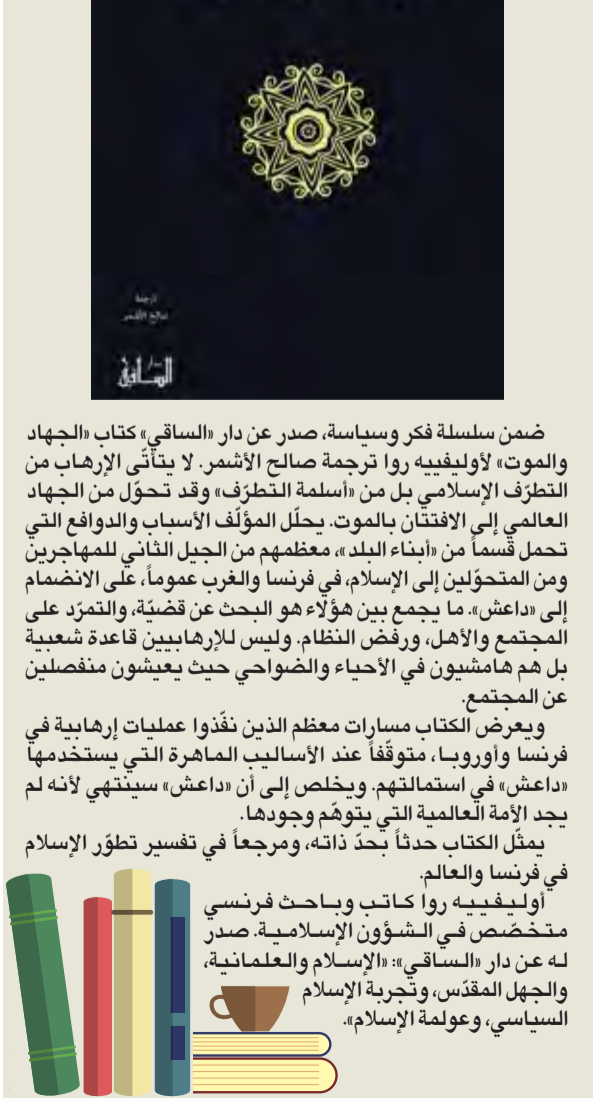 ترجمة
صالح الأشمر
دار
الساقي
ضمن سلسلة فكر وسياسة، صدر عن دار «الساقي» كتاب «الجهاد
والموت» لأوليفييه روا ترجمة صالح الأشمر. لا يتأتّى الإرهاب من
التطرّف الإسلامي بل من «أسلمة التطرّف» وقد تحوّل من الجهاد
العالمي إلى الافتتان بالموت. يحلّل المؤلّف الأسباب والدوافع التي
تحمل قسماً من «أبناء البلد»، معظمهم من الجيل الثاني للمهاجرين
ومن المتحوّلين إلى الإسلام، في فرنسا والغرب عموماً، على الانضمام
إلى «داعش». ما يجمع بين هؤلاء هو البحث عن قضيّة، والتمرّد على
المجتمع والأهل، ورفض النظام. وليس للإرهابيين قاعدة شعبية
بل هم هامشيون في الأحياء والضواحي حيث يعيشون منفصلين
عن المجتمع.
ويعرض الكتاب مسارات معظم الذين نفّذوا عمليات إرهابية في
فرنسا وأوروبا، متوقّفاً عند الأساليب الماهرة التي يستخدمها
«داعش» في استمالتهم. ويخلص إلى أن «داعش» سينتهي لأنه لم
يجد الأمة العالمية التي يتوهّم وجودها.
يمثّل الكتاب حدثاً بحدّ ذاته، ومرجعاً في تفسير تطوّر الإسلام
في فرنسا والعالم.
أوليفييه روا كاتب وباحث فرنسي
متخصّص في الشؤون الإسلامية. صدر
له عن دار «الساقي»: «الإسلام والعلمانية،
والجهل المقدّس، وتجربة الإسلام
السياسي، وعولمة الإسلام».